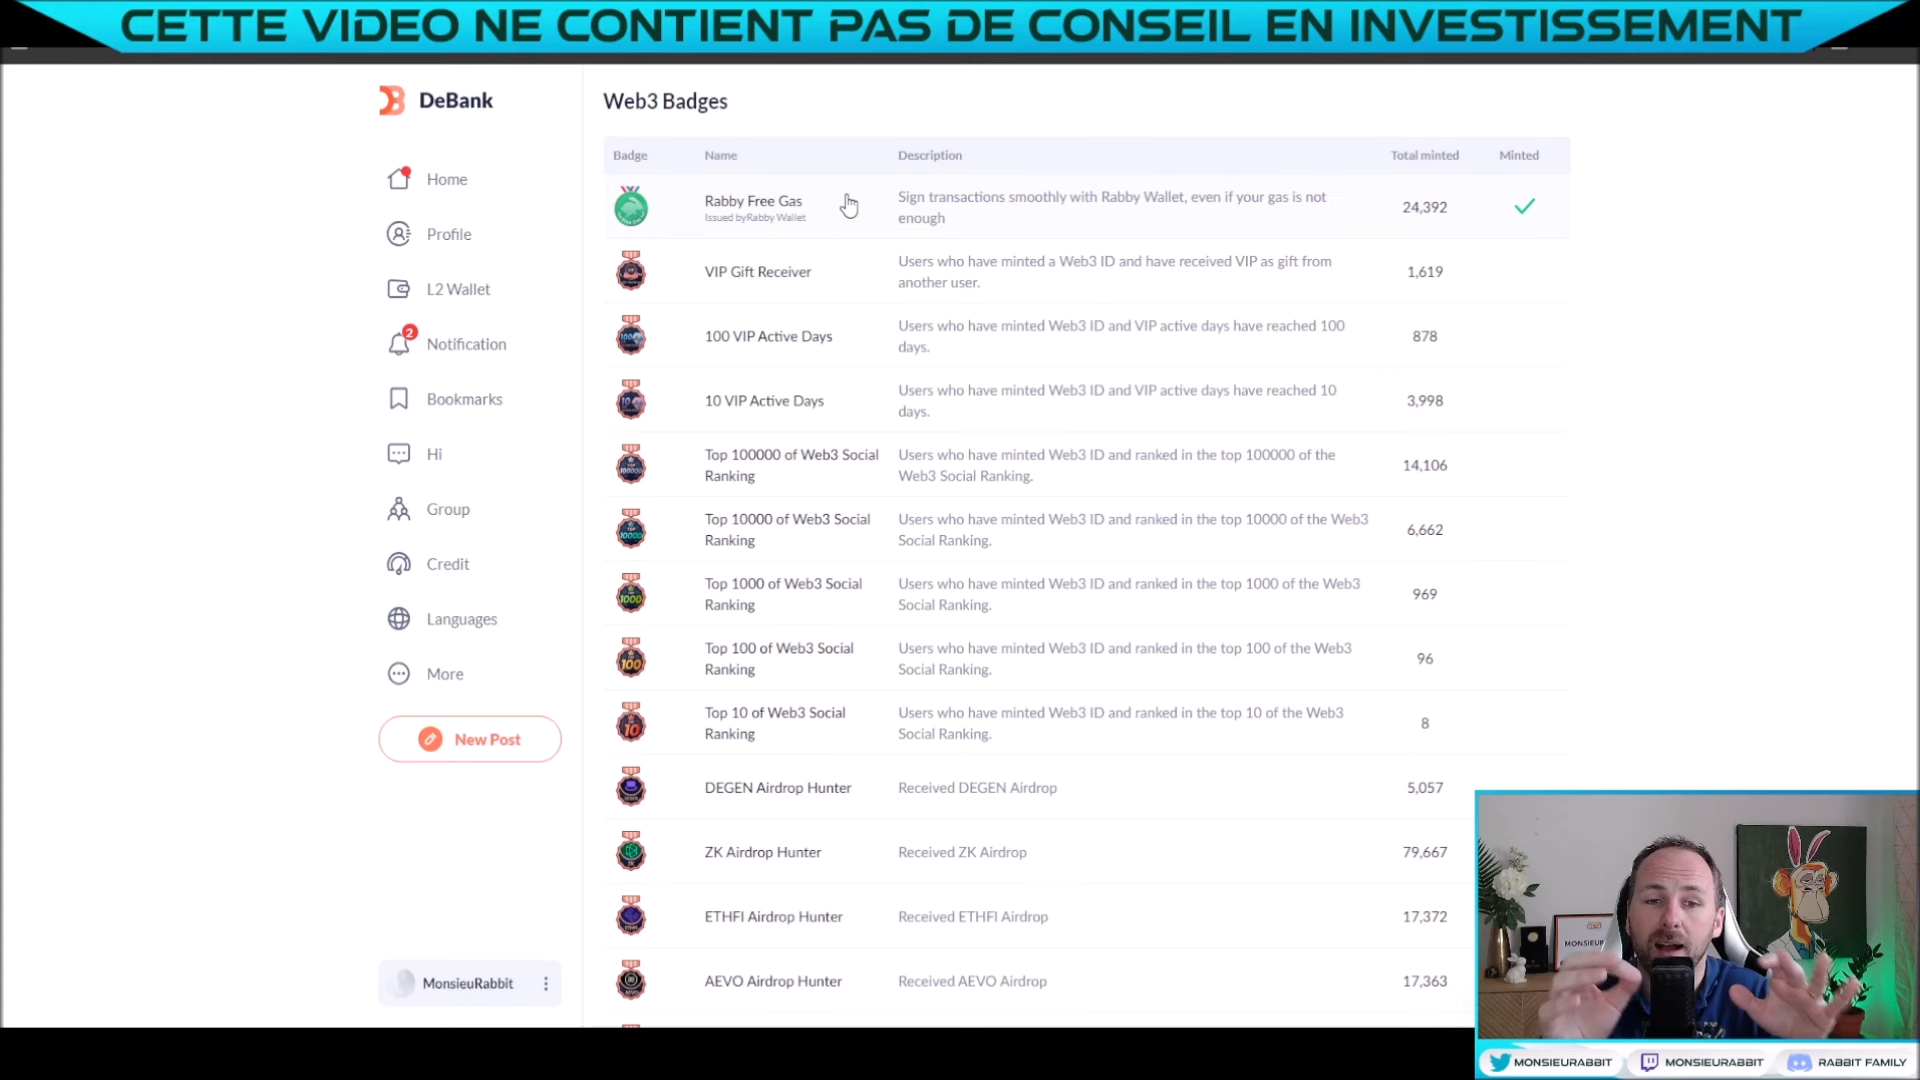 CETTE VIDEO NE CONTIENT PAS DE CONSEIL EN INVESTISSEMENT
DeBank
Home
Profile
L2 Wallet
2
Notification
Bookmarks
Hi
Group
Credit
Languages
More
New Post
MonsieuRabbit
Web3 Badges
Badge Name Description Total minted Minted
Rabby Free Gas
Issued byRabby Wallet
Sign transactions smoothly with Rabby Wallet, even if your gas is not
enough
24,392
VIP Gift Receiver
Users who have minted a Web3 ID and have received VIP as gift from
another user.
1,619
100 VIP Active Days
Users who have minted Web3 ID and VIP active days have reached 100
days.
878
10 VIP Active Days
Users who have minted Web3 ID and VIP active days have reached 10
days.
3,998
Top 100000 of Web3 Social
Ranking
Users who have minted Web3 ID and ranked in the top 100000 of the
Web3 Social Ranking.
14,106
Top 10000 of Web3 Social
Ranking
Users who have minted Web3 ID and ranked in the top 10000 of the Web3
Social Ranking.
6,662
Top 1000 of Web3 Social
Ranking
Users who have minted Web3 ID and ranked in the top 1000 of the Web3
Social Ranking.
969
Top 100 of Web3 Social
Ranking
Users who have minted Web3 ID and ranked in the top 100 of the Web3
Social Ranking.
96
Top 10 of Web3 Social
Ranking
Users who have minted Web3 ID and ranked in the top 10 of the Web3
Social Ranking.
8
DEGEN Airdrop Hunter
Received DEGEN Airdrop
5,057
ZK Airdrop Hunter
Received ZK Airdrop
79,667
ETHFI Airdrop Hunter
Received ETHFI Airdrop
17,372
AEVO Airdrop Hunter
Received AEVO Airdrop
17,363
MONSIEURABBIT MONSIEURABBIT RABBIT FAMILY